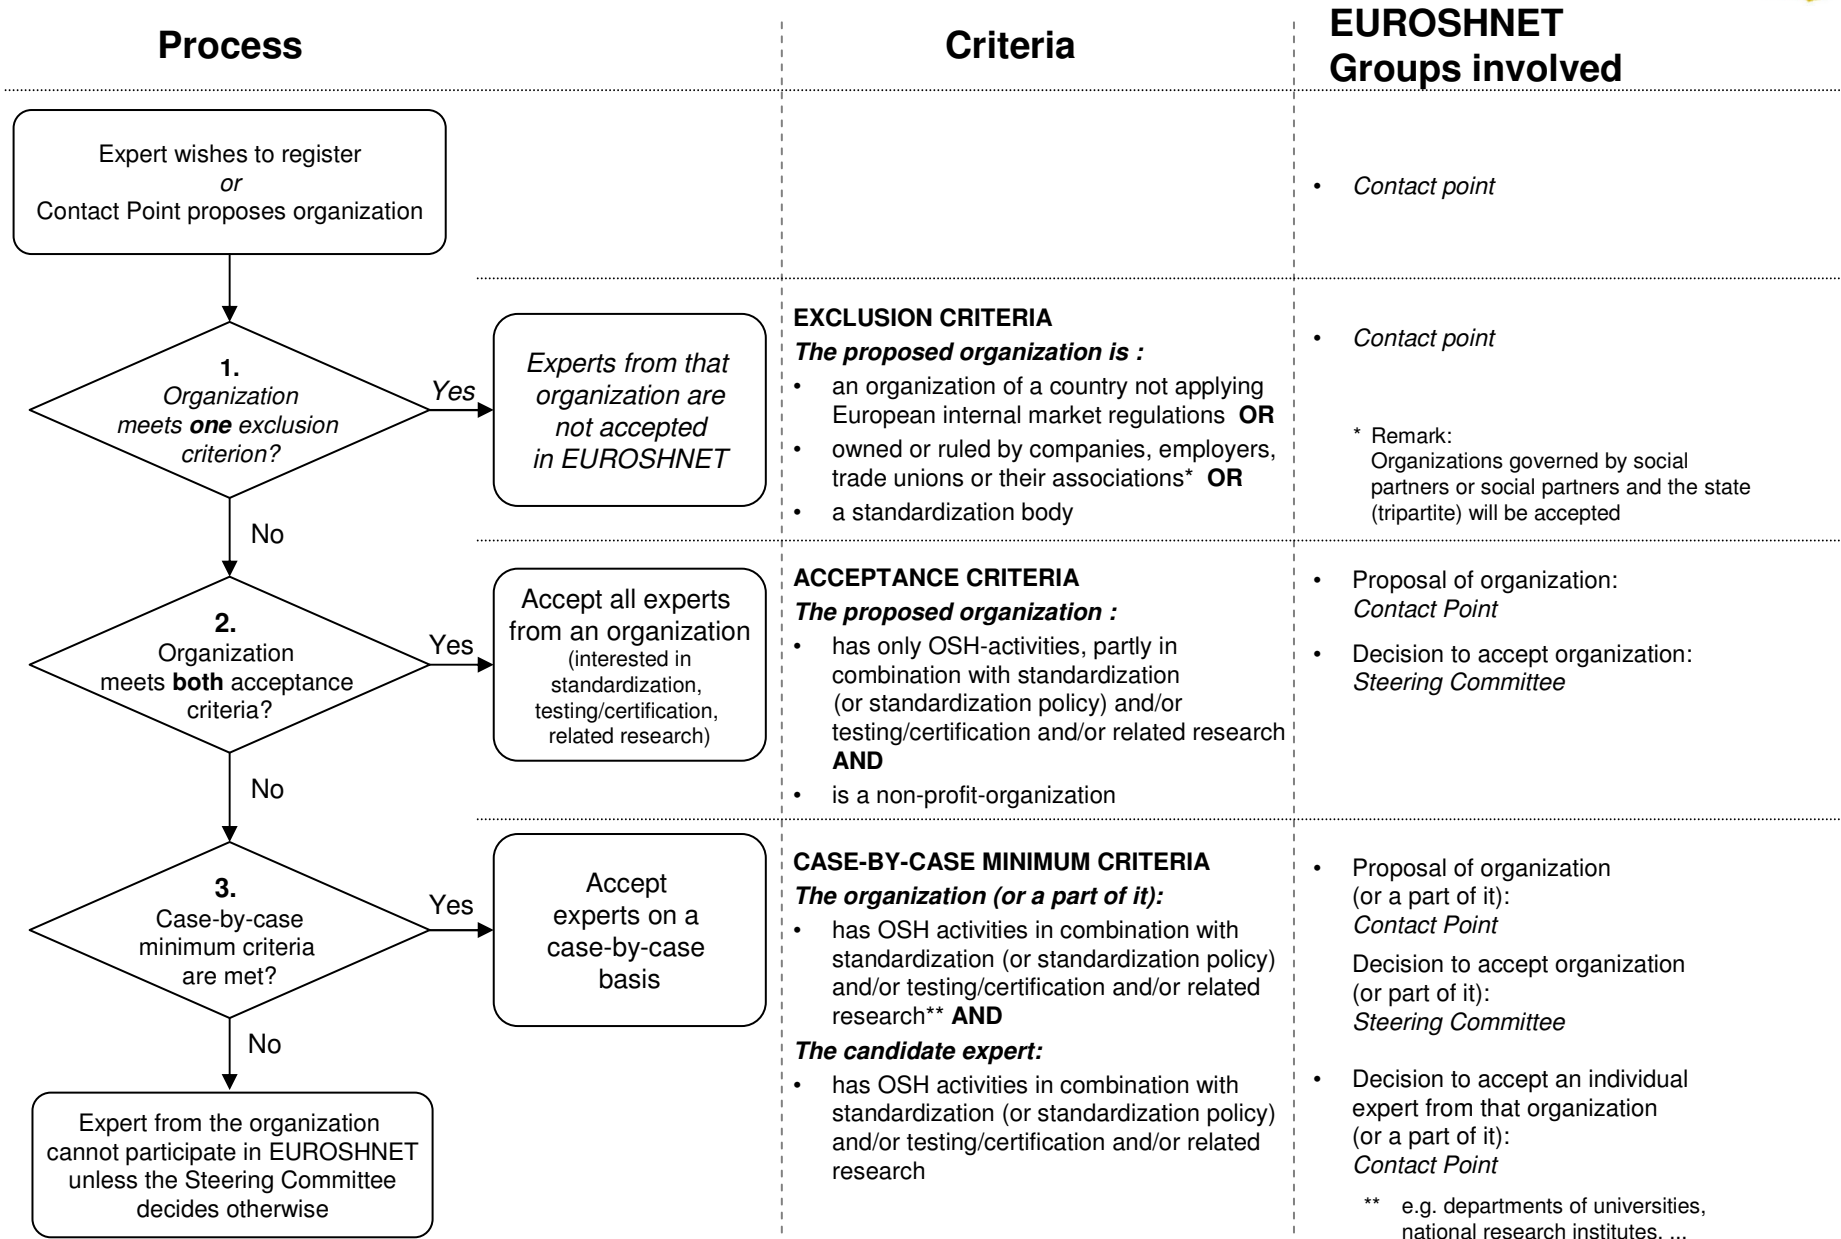 Process
Criteria
EUROSHNET
Groups involved
Expert wishes to register
or
Contact Point proposes organization
• Contact point
1.
Organization
meets one exclusion
criterion?
Yes
No
Experts from that
organization are
not accepted
in EUROSHNET
EXCLUSION CRITERIA
The proposed organization is :
• an organization of a country not applying
European internal market regulations OR
• owned or ruled by companies, employers,
trade unions or their associations* OR
• a standardization body
• Contact point
* Remark:
Organizations governed by social
partners or social partners and the state
(tripartite) will be accepted
2.
Organization
meets both acceptance
criteria?
Yes
No
Accept all experts
from an organization
(interested in
standardization,
testing/certification,
related research)
ACCEPTANCE CRITERIA
The proposed organization :
• has only OSH-activities, partly in
combination with standardization
(or standardization policy) and/or
testing/certification and/or related research
AND
• is a non-profit-organization
• Proposal of organization:
Contact Point
• Decision to accept organization:
Steering Committee
3.
Case-by-case
minimum criteria
are met?
Yes
No
Accept
experts on a
case-by-case
basis
CASE-BY-CASE MINIMUM CRITERIA
The organization (or a part of it):
• has OSH activities in combination with
standardization (or standardization policy)
and/or testing/certification and/or related
research** AND
The candidate expert:
• has OSH activities in combination with
standardization (or standardization policy)
and/or testing/certification and/or related
research
• Proposal of organization
(or a part of it):
Contact Point
Decision to accept organization
(or part of it):
Steering Committee
• Decision to accept an individual
expert from that organization
(or a part of it):
Contact Point
** e.g. departments of universities,
national research institutes, ...
Expert from the organization
cannot participate in EUROSHNET
unless the Steering Committee
decides otherwise